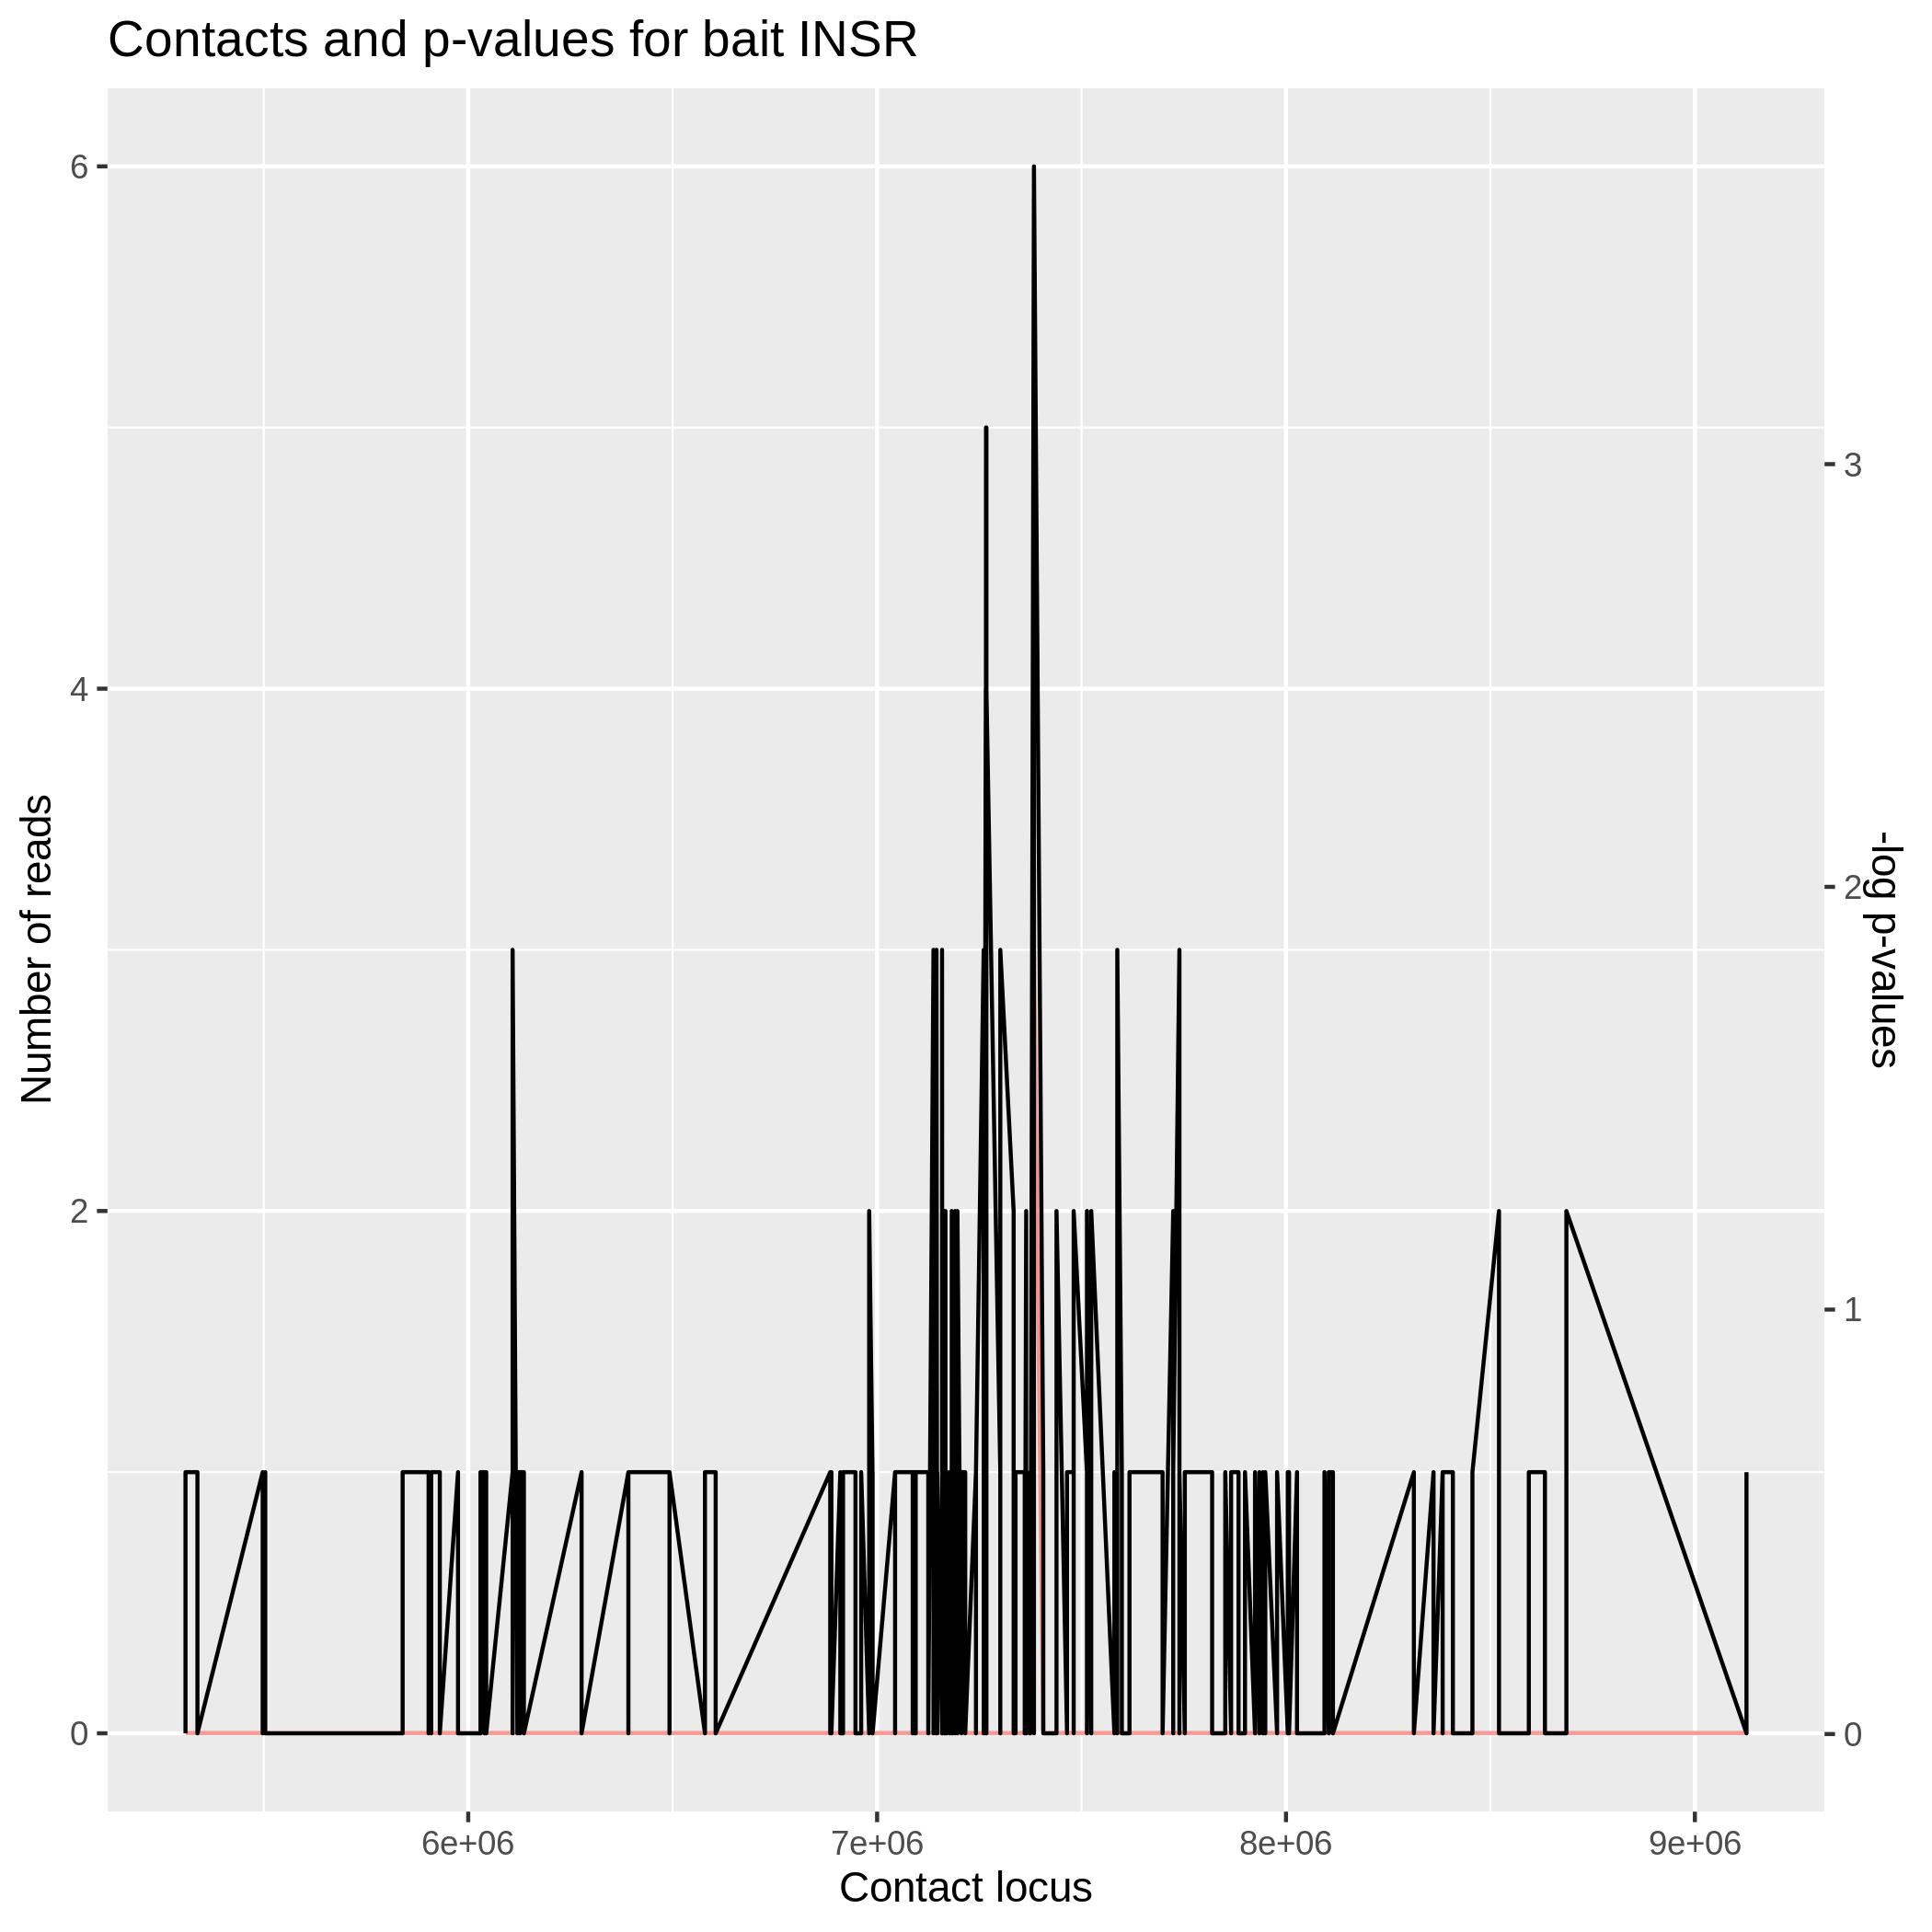 Contacts and p-values for bait INSR
6
4
2
0
Number of reads
3
2
1
0
-log p-values
6e+06 7e+06 8e+06 9e+06
Contact locus